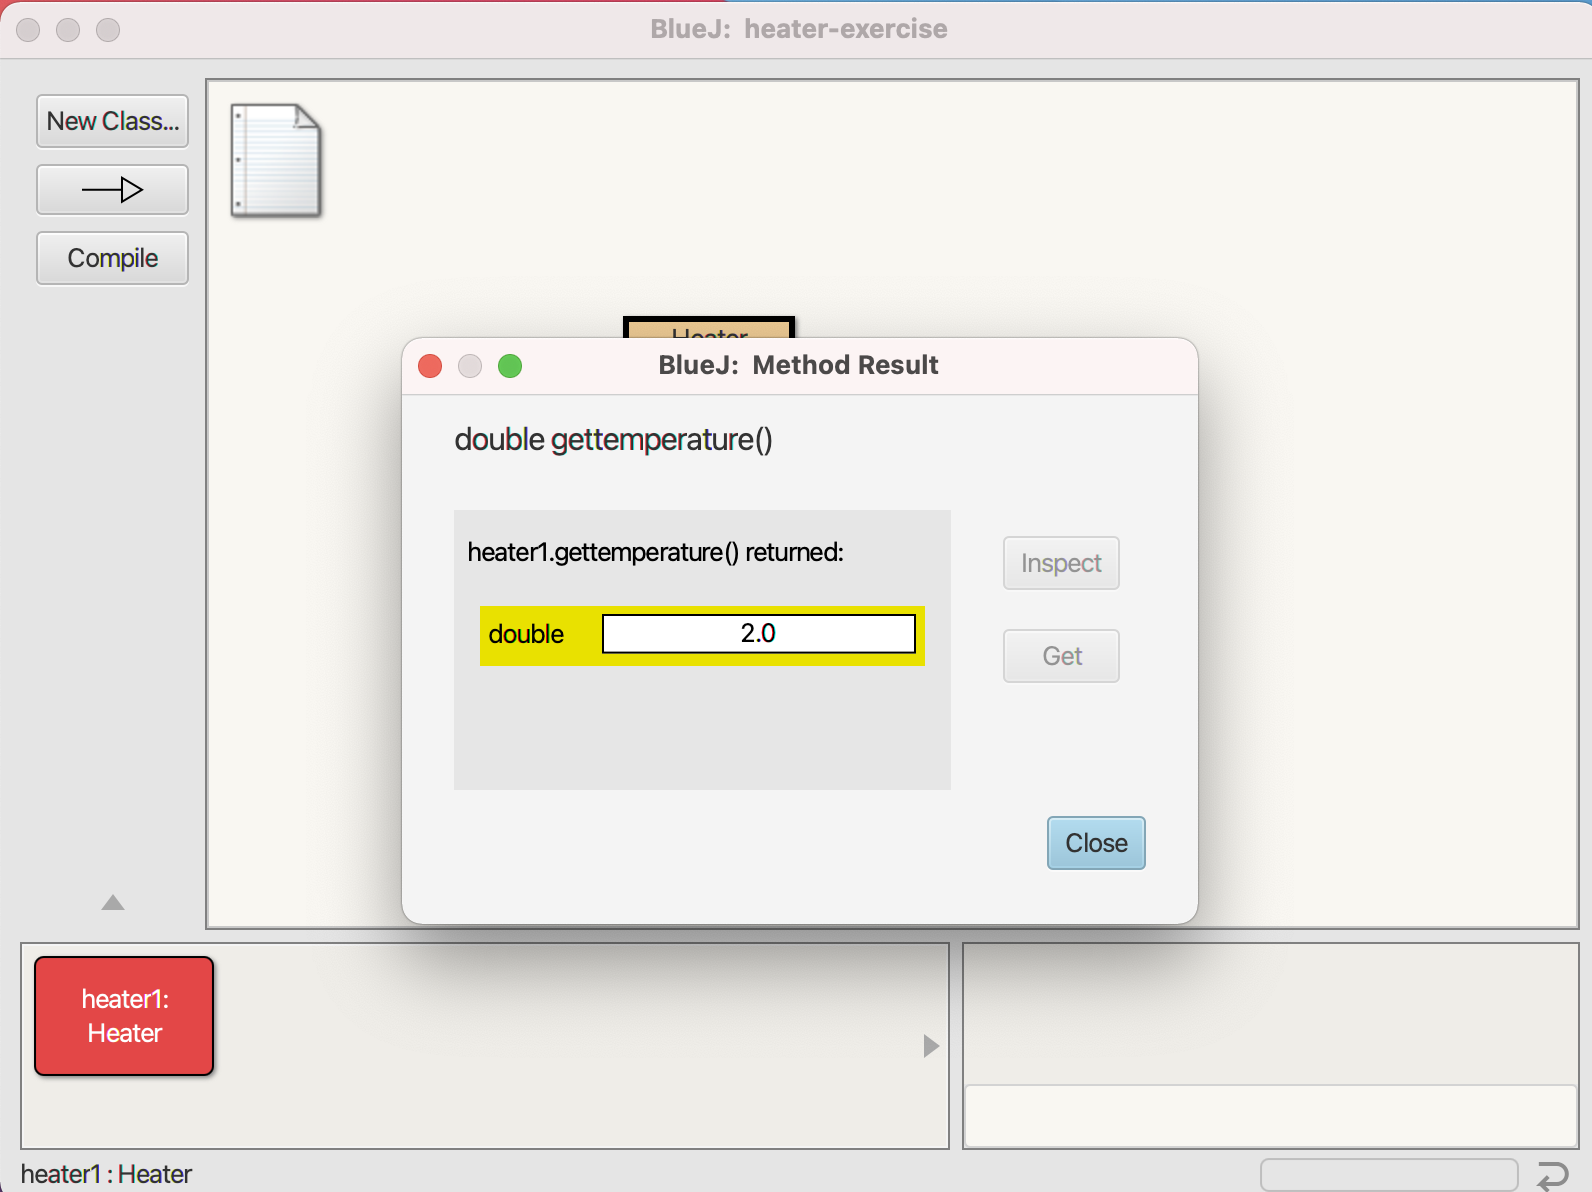 BlueJ: heater-exercise
New Class...
Compile
Heater
BlueJ: Method Result
double gettemperature()
heater1.gettemperature() returned:
double 2.0
Inspect
Get
Close
heater1:
Heater
heater1 : Heater